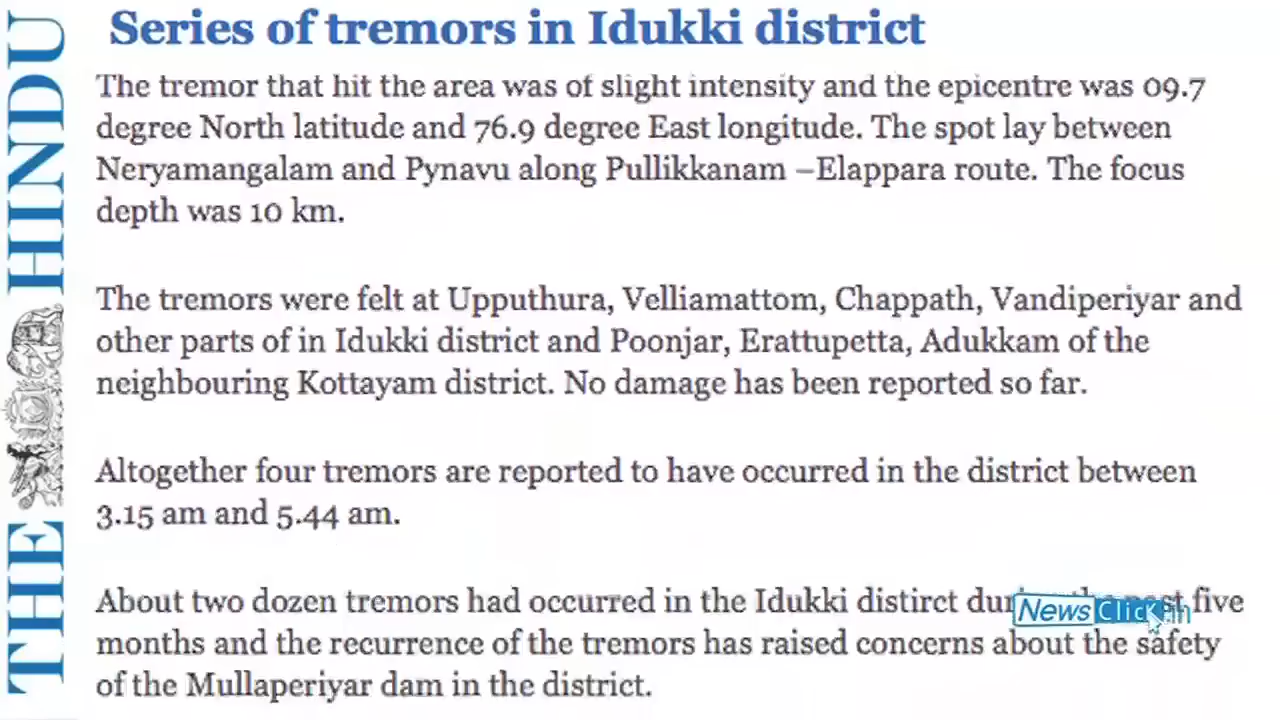 Series of tremors in Idukki district
The tremor that hit the area was of slight intensity and the epicentre was 09.7
degree North latitude and 76.9 degree East longitude. The spot lay between
Neryamangalam and Pynavu along Pullikkanam –Elappara route. The focus
depth was 10 km.
The tremors were felt at Upputhura, Velliamattom, Chappath, Vandiperiyar and
other parts of in Idukki district and Poonjar, Erattupetta, Adukkam of the
neighbouring Kottayam district. No damage has been reported so far.
Altogether four tremors are reported to have occurred in the district between
3.15 am and 5.44 am.
About two dozen tremors had occurred in the Idukki distirct during the past five
months and the recurrence of the tremors has raised concerns about the safety
of the Mullaperiyar dam in the district.
THE HINDU
NewsClick.in